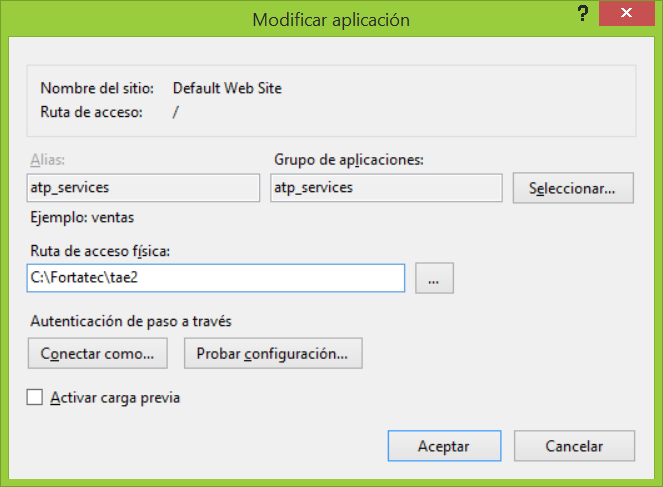 Modificar aplicación
?
Nombre del sitio: Default Web Site
Ruta de acceso: /
Alias: Grupo de aplicaciones:
atp_services atp_services Seleccionar...
Ejemplo: ventas
Ruta de acceso física:
C:\Fortatec\tae2 ...
Autenticación de paso a través
Conectar como... Probar configuración...
Activar carga previa
Aceptar Cancelar